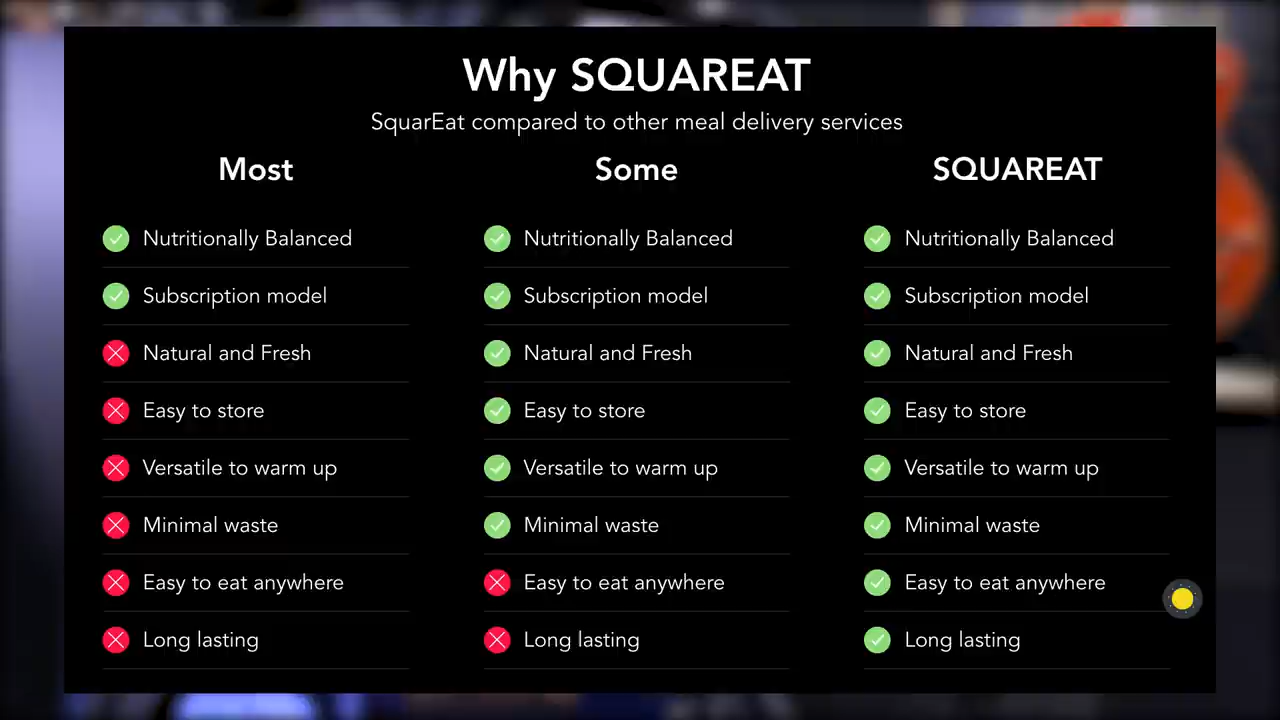 Why SQUAREAT
SquarEat compared to other meal delivery services
Most
Some
SQUAREAT
Nutritionally Balanced
Nutritionally Balanced
Nutritionally Balanced
Subscription model
Subscription model
Subscription model
Natural and Fresh
Natural and Fresh
Natural and Fresh
Easy to store
Easy to store
Easy to store
Versatile to warm up
Versatile to warm up
Versatile to warm up
Minimal waste
Minimal waste
Minimal waste
Easy to eat anywhere
Easy to eat anywhere
Easy to eat anywhere
Long lasting
Long lasting
Long lasting